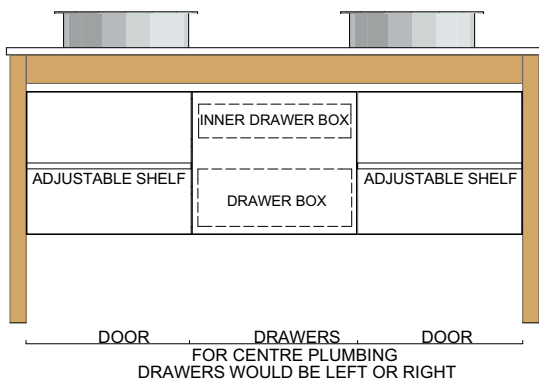 INNER DRAWER BOX
ADJUSTABLE SHELF
ADJUSTABLE SHELF
DRAWER BOX
DOOR DRAWERS DOOR
FOR CENTRE PLUMBING
DRAWERS WOULD BE LEFT OR RIGHT